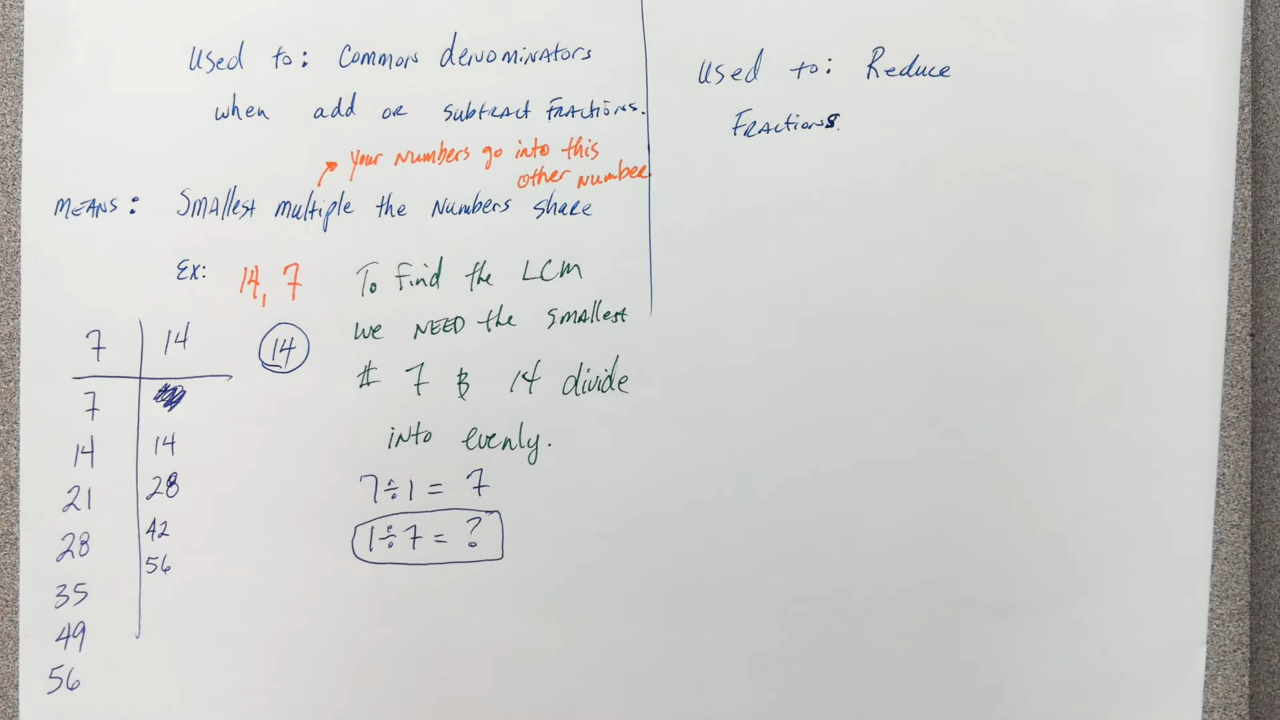 Used to: Common denominators
when add or subtract Fractions.
Your numbers go into this
other number
MEANS: Smallest multiple the numbers share
Ex: 14, 7
To find the LCM
we NEED the smallest
# 7 & 14 divide
into evenly.
7÷1 = 7
1÷7 = ?
14
7 14
7
14 14
21 28
28 42
35 56
49
56
Used to: Reduce
Fractions.